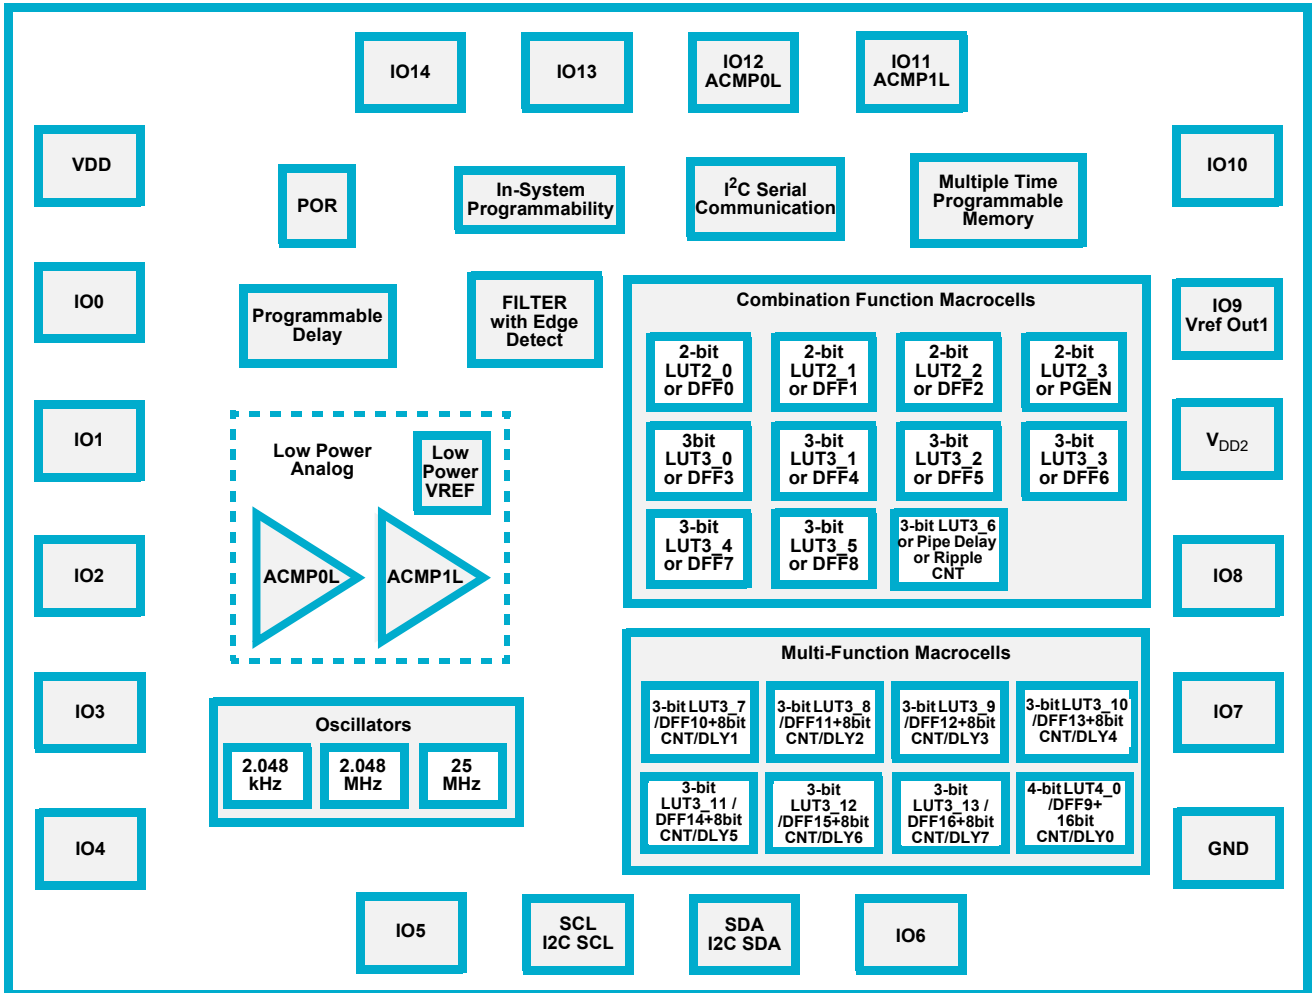 IO14
IO13
IO12
ACMP0L
IO11
ACMP1L
VDD
IO10
POR
In-System
Programmability
I²C Serial
Communication
Multiple Time
Programmable
Memory
IO0
Programmable
Delay
FILTER
with Edge
Detect
Combination Function Macrocells
IO9
Vref Out1
2-bit
LUT2_0
or DFF0
2-bit
LUT2_1
or DFF1
2-bit
LUT2_2
or DFF2
2-bit
LUT2_3
or PGEN
IO1
Low Power
Analog
Low
Power
VREF
3bit
LUT3_0
or DFF3
3-bit
LUT3_1
or DFF4
3-bit
LUT3_2
or DFF5
3-bit
LUT3_3
or DFF6
VDD2
3-bit
LUT3_4
or DFF7
3-bit
LUT3_5
or DFF8
3-bit LUT3_6
or Pipe Delay
or Ripple
CNT
IO2
ACMP0L
ACMP1L
IO8
Multi-Function Macrocells
IO3
Oscillators
2.048
kHz
2.048
MHz
25
MHz
3-bit LUT3_7
/DFF10+8bit
CNT/DLY1
3-bit LUT3_8
/DFF11+8bit
CNT/DLY2
3-bit LUT3_9
/DFF12+8bit
CNT/DLY3
3-bit LUT3_10
/DFF13+8bit
CNT/DLY4
IO7
3-bit
LUT3_11 /
DFF14+8bit
CNT/DLY5
3-bit
LUT3_12
/DFF15+8bit
CNT/DLY6
3-bit
LUT3_13 /
DFF16+8bit
CNT/DLY7
4-bit LUT4_0
/DFF9+
16bit
CNT/DLY0
IO4
GND
IO5
SCL
I2C SCL
SDA
I2C SDA
IO6